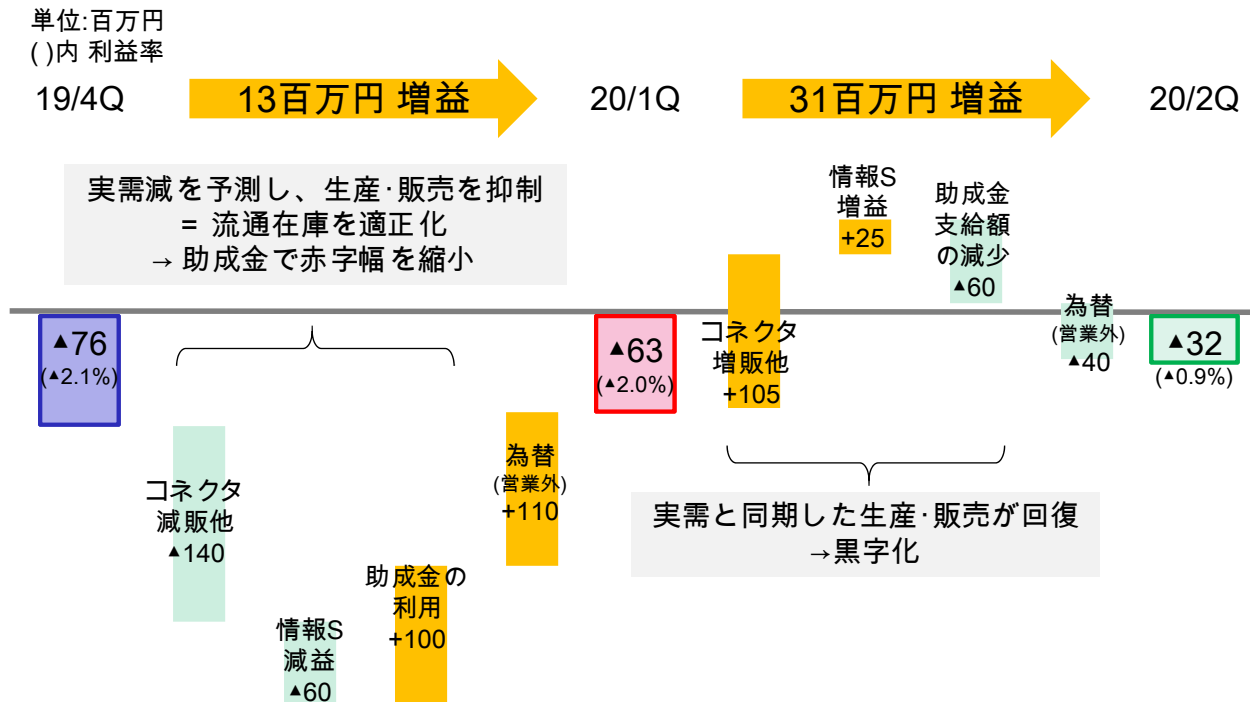 単位:百万円
( )内 利益率
19/4Q
13百万円 増益
20/1Q
31百万円 増益
20/2Q
実需減を予測し、生産･販売を抑制
= 流通在庫を適正化
→ 助成金で赤字幅を縮小
情報S
増益
+25
助成金
支給額
の減少
▲60
▲76
(▲2.1%)
▲63
(▲2.0%)
コネクタ
増販他
+105
為替
(営業外)
▲40
▲32
(▲0.9%)
コネクタ
減販他
▲140
情報S
減益
▲60
助成金の
利用
+100
為替
(営業外)
+110
実需と同期した生産･販売が回復
→黒字化